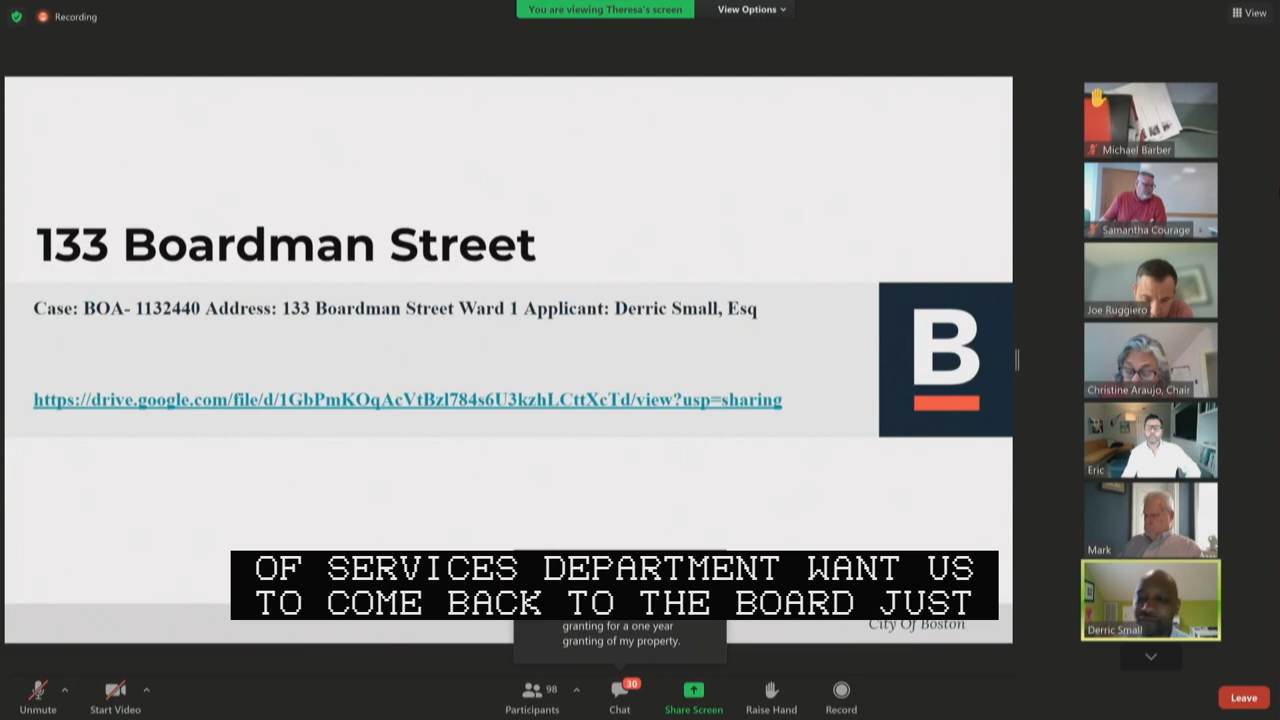 Recording
You are viewing Theresa's screen
View Options
View
133 Boardman Street
Case: BOA- 1132440 Address: 133 Boardman Street Ward 1 Applicant: Derric Small, Esq
https://drive.google.com/file/d/1GbPmKOqAcVtBzl784s6U3kzhLCttXcTd/view?usp=sharing
B
City Of Boston
OF SERVICES DEPARTMENT WANT US
TO COME BACK TO THE BOARD JUST
granting for a one year
granting of my property.
Michael Barber
Samantha Courage
Joe Ruggiero
Christine Araujo, Chair
Eric
Mark
Derric Small
Unmute
Start Video
98
Participants
30
Chat
Share Screen
Raise Hand
Record
Leave